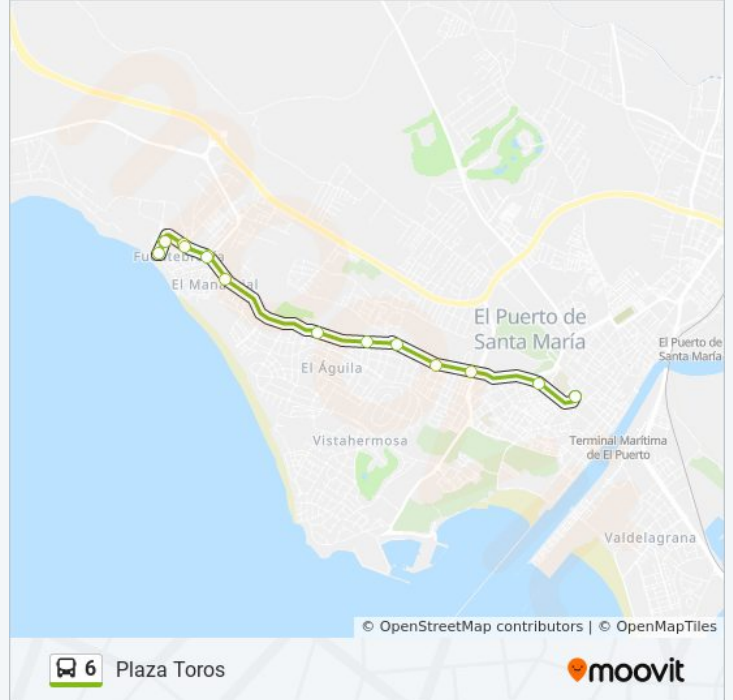 Fuentebravía
El Manantial
El Puerto de
Santa María
El Puerto de
Santa María
El Águila
Vistahermosa
Terminal Marítima
de El Puerto
Valdelagrana
© OpenStreetMap contributors | © OpenMapTiles
6 Plaza Toros
moovit